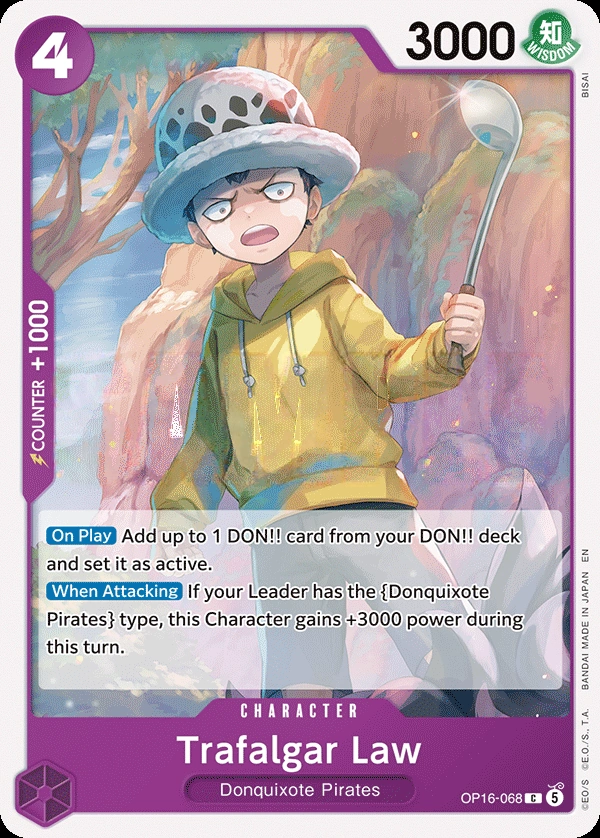 4
3000
知
WISDOM
BISAI
COUNTER +1000
On Play Add up to 1 DON!! card from your DON!! deck
and set it as active.
When Attacking If your Leader has the {Donquixote
Pirates} type, this Character gains +3000 power during
this turn.
CHARACTER
Trafalgar Law
Donquixote Pirates
OP16-068 C 5
©E.O/S ©E.O./S., T.A. BANDAI MADE IN JAPAN EN